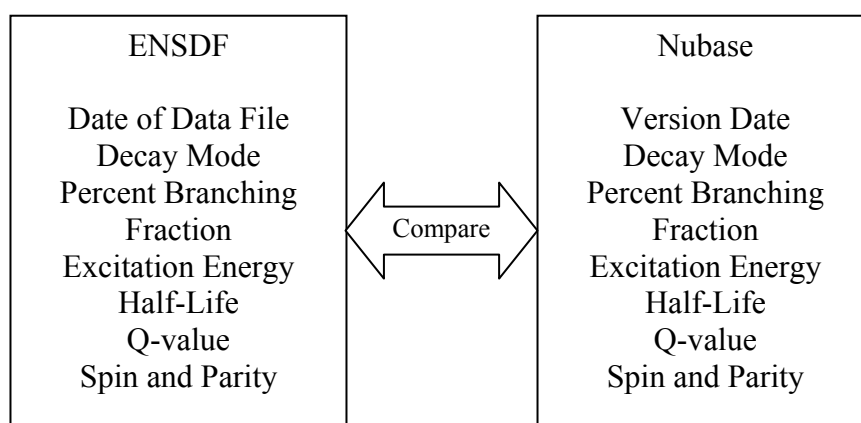 ENSDF
Date of Data File
Decay Mode
Percent Branching
Fraction
Excitation Energy
Half-Life
Q-value
Spin and Parity
Compare
Nubase
Version Date
Decay Mode
Percent Branching
Fraction
Excitation Energy
Half-Life
Q-value
Spin and Parity